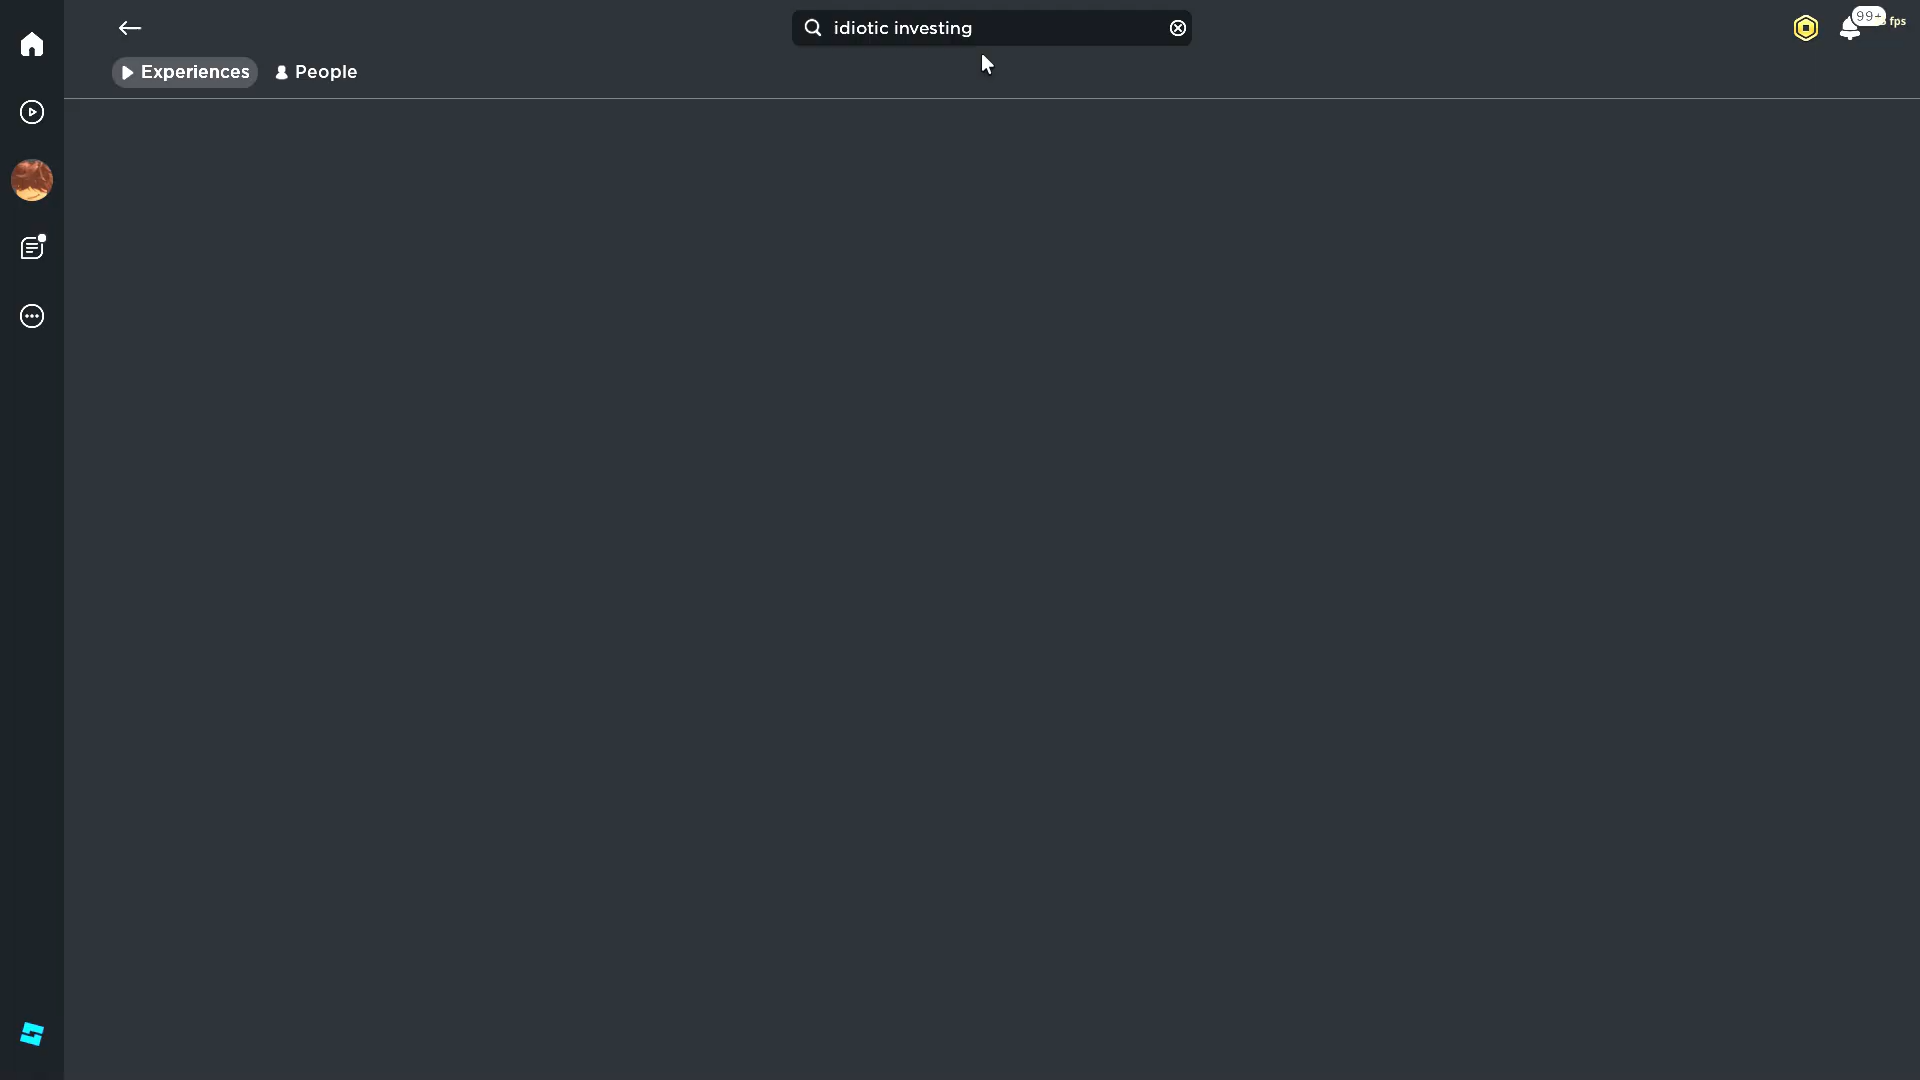 idiotic investing
99+
fps
Experiences
People